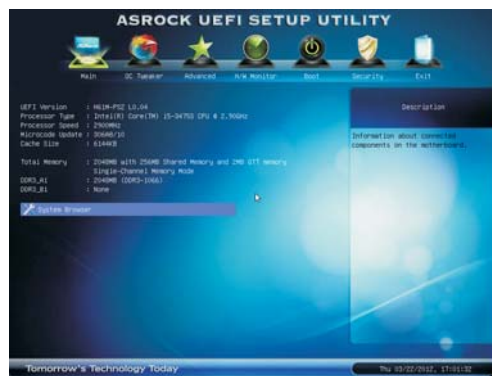 ASROCK UEFI SETUP UTILITY
Main OC Tweaker Advanced H/W Monitor Boot Security Exit
UEFI Version : H61M-PS2 L0.04
Processor Type : Intel(R) Core(TM) i5-3475S CPU @ 2.90GHz
Processor Speed : 2900MHz
Microcode Update : 306A8/10
Cache Size : 6144KB
Total Memory : 2048MB with 256MB Shared Memory and 2MB GTT memory
Single-Channel Memory Mode
DDR3_A1 : 2048MB (DDR3-1066)
DDR3_B1 : None
System Browser
Description
Information about connected
components on the motherboard.
Tomorrow's Technology Today
Thu 03/22/2012, 17:01:32